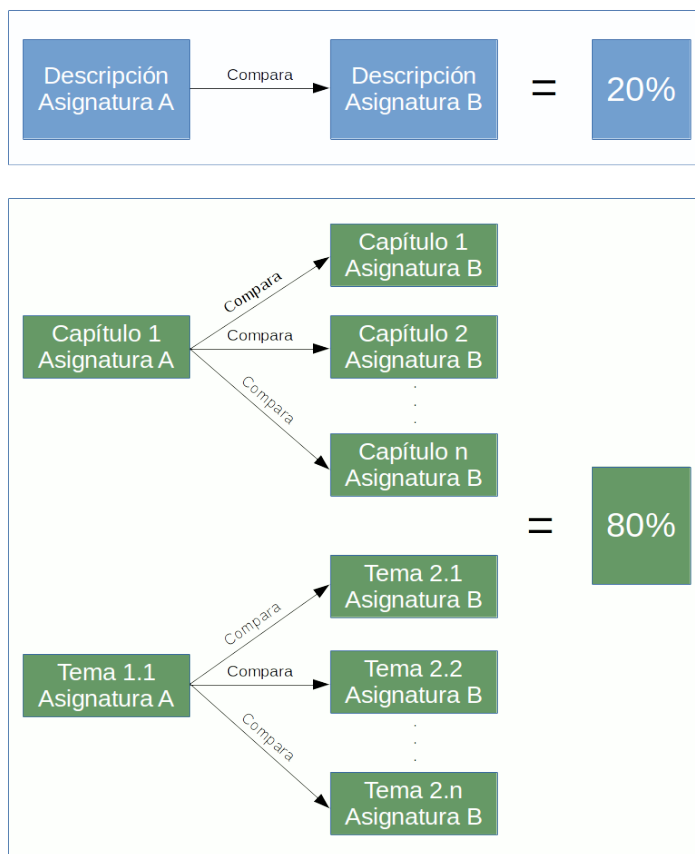 Descripción
Asignatura A
Compara
Descripción
Asignatura B
=
20%
Capítulo 1
Asignatura A
Compara
Capítulo 1
Asignatura B
Compara
Capítulo 2
Asignatura B
.
.
.
Compara
Capítulo n
Asignatura B
=
80%
Tema 1.1
Asignatura A
Compara
Tema 2.1
Asignatura B
Compara
Tema 2.2
Asignatura B
.
.
.
Compara
Tema 2.n
Asignatura B